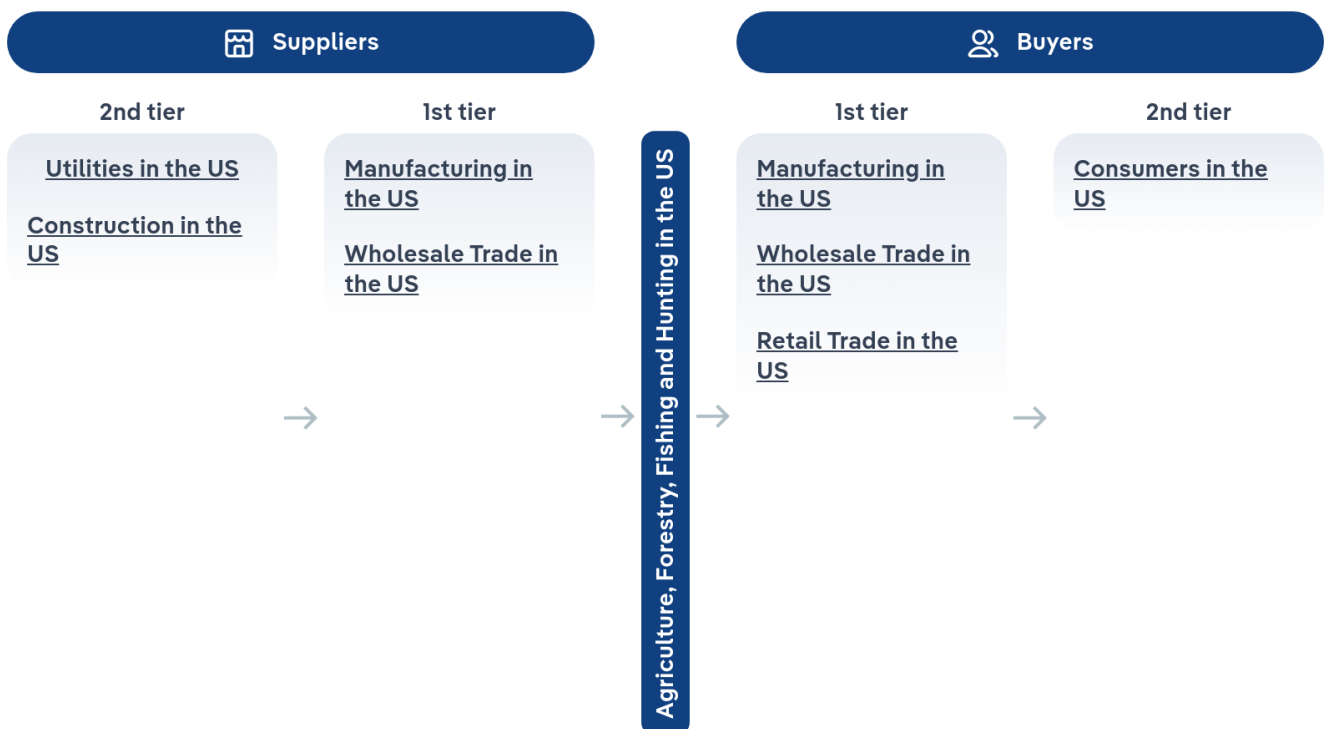 Suppliers
Buyers
2nd tier
1st tier
1st tier
2nd tier
Utilities in the US
Construction in the
US
Manufacturing in
the US
Wholesale Trade in
the US
Agriculture, Forestry, Fishing and Hunting in the US
Manufacturing in
the US
Wholesale Trade in
the US
Retail Trade in the
US
Consumers in the
US